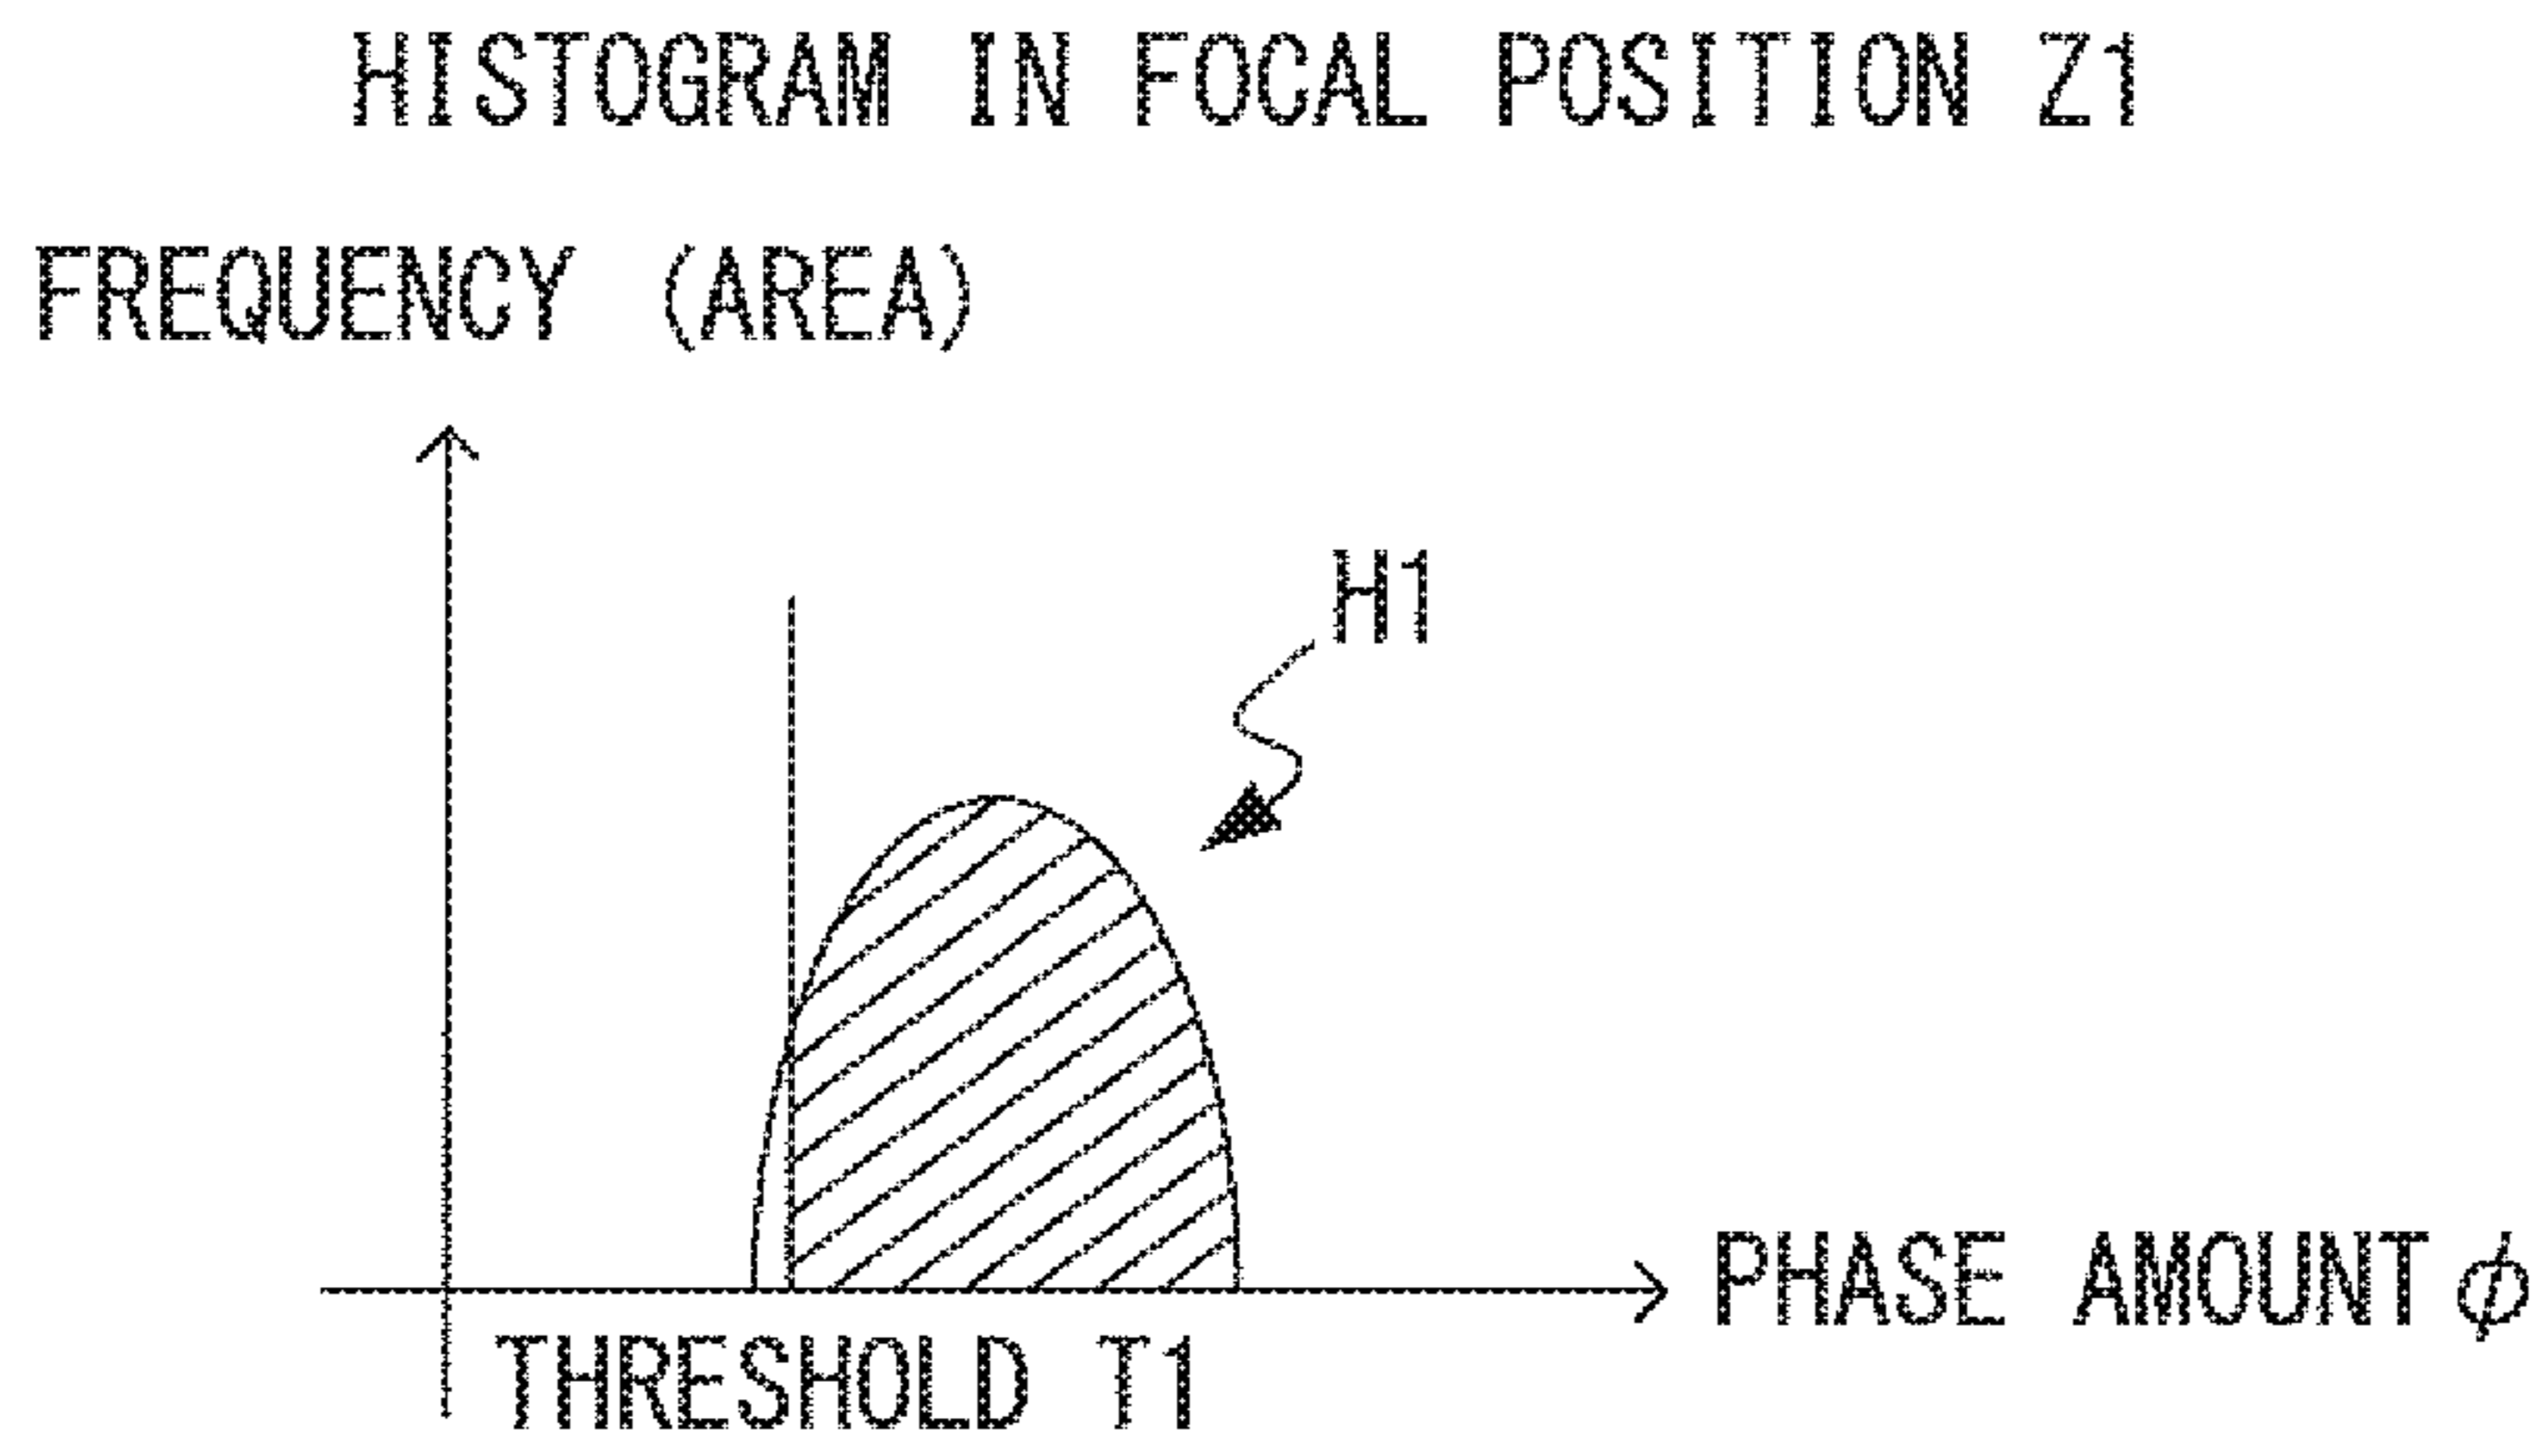 HISTOGRAM IN FOCAL POSITION Z1
FREQUENCY (AREA)
H1
PHASE AMOUNT ϕ
THRESHOLD T1